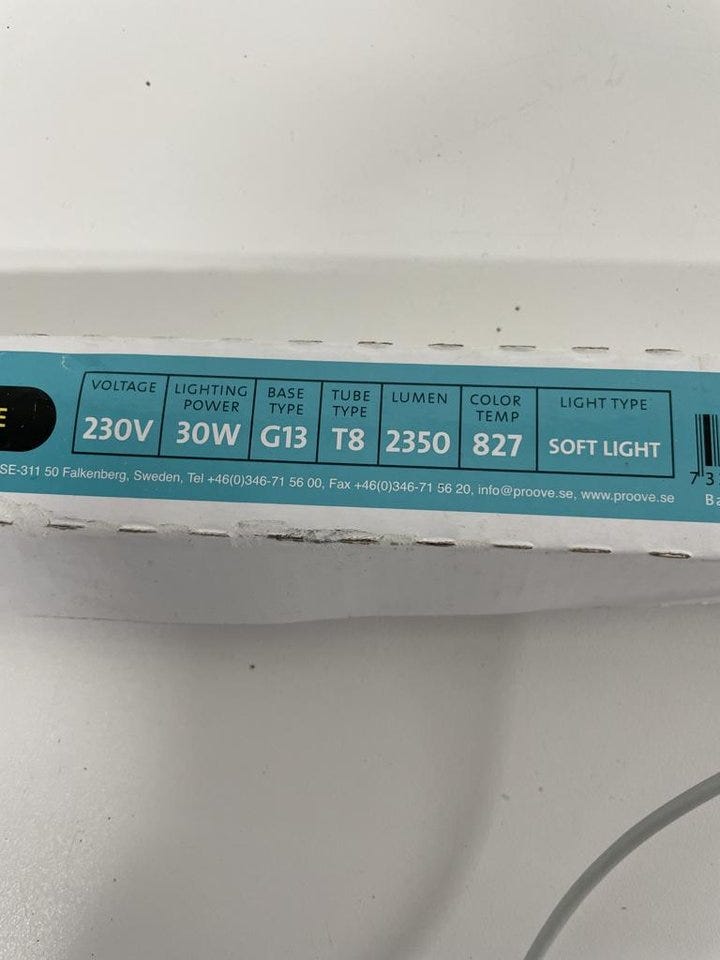 VOLTAGE LIGHTING POWER BASE TYPE TUBE TYPE LUMEN COLOR TEMP LIGHT TYPE
230V 30W G13 T8 2350 827 SOFT LIGHT
SE-311 50 Falkenberg, Sweden, Tel +46(0)346-71 56 00, Fax +46(0)346-71 56 20, info@proove.se, www.proove.se